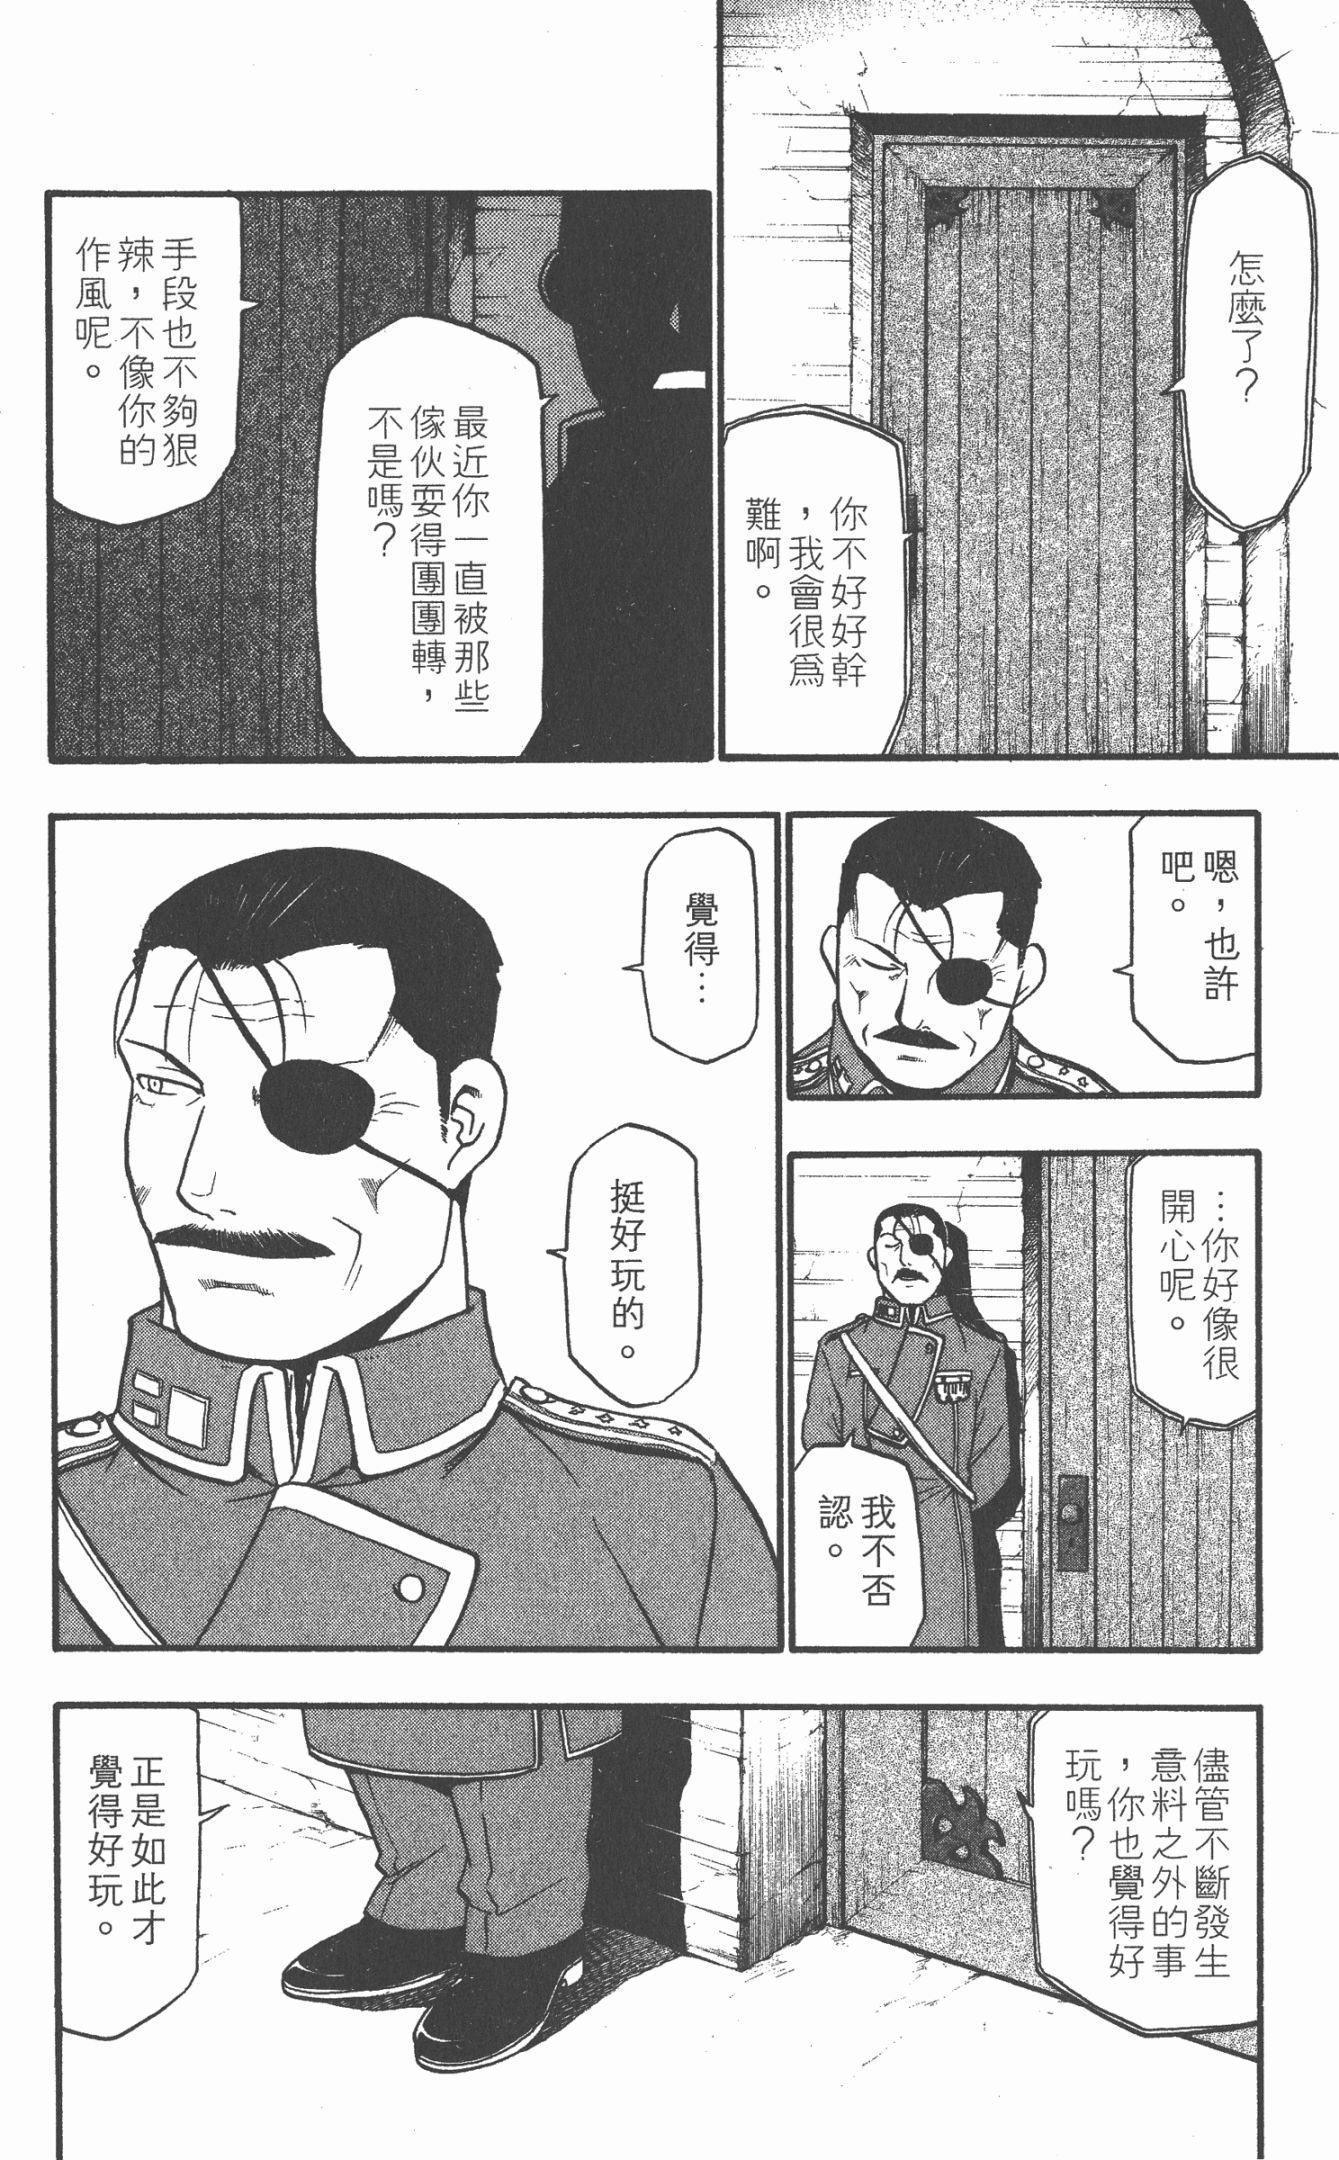 怎麼了?
你不好好幹
，我會很爲
難啊。
最近你一直被那些
傢伙耍得團團轉，
不是嗎?
手段也不夠狠
辣，不像你的
作風呢。
嗯，也許
吧。
…你好像很
開心呢。
我不否
認。
覺得…
挺好玩的。
儘管不斷發生
意料之外的事
，你也覺得好
玩嗎?
正是如此才
覺得好玩。